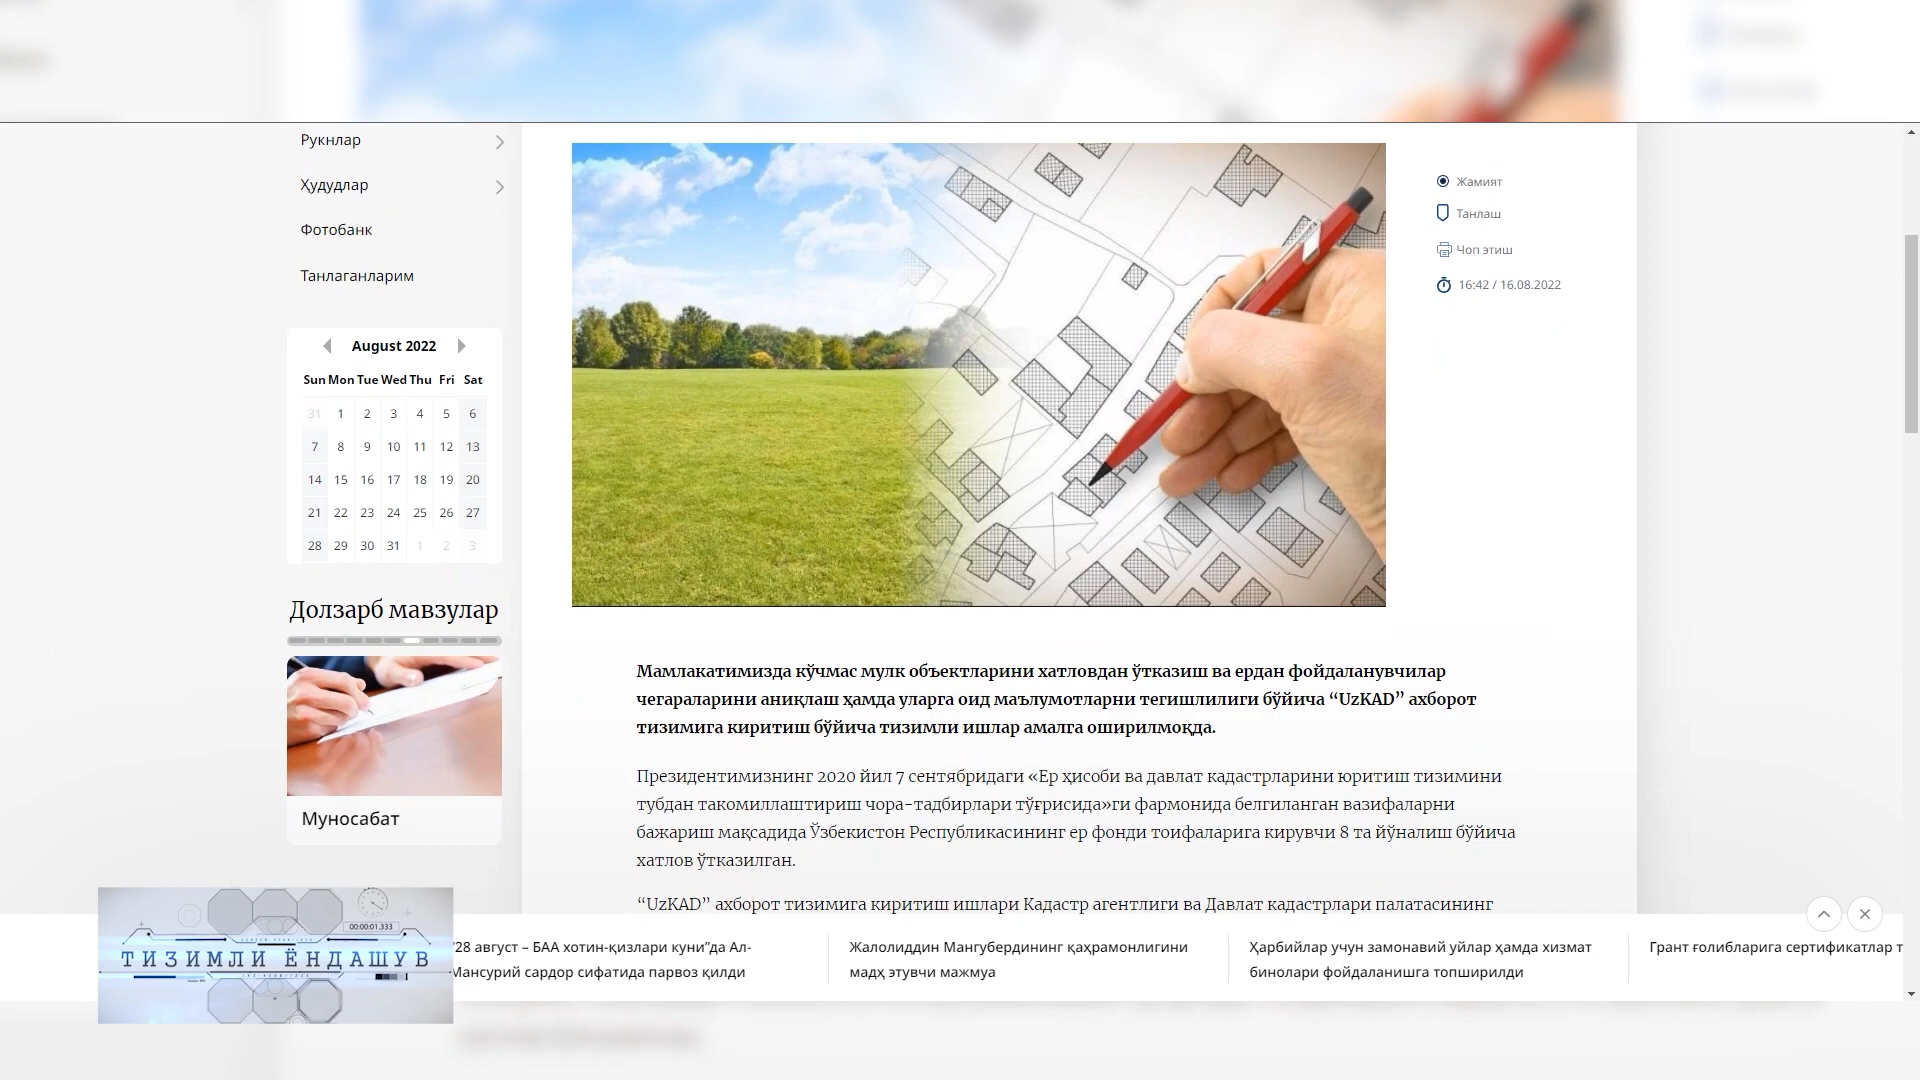 Рукнлар
Ҳудудлар
Фотобанк
Танлаганларим
August 2022
Sun Mon Tue Wed Thu Fri Sat
31 1 2 3 4 5 6
7 8 9 10 11 12 13
14 15 16 17 18 19 20
21 22 23 24 25 26 27
28 29 30 31 1 2 3
Долзарб мавзулар
Муносабат
Жамият
Танлаш
Чоп этиш
16:42 / 16.08.2022
Мамлакатимизда кўчмас мулк объектларини хатловдан ўтказиш ва ердан фойдаланувчилар
чегараларини аниқлаш ҳамда уларга оид маълумотларни тегишлилиги бўйича “UzKAD” ахборот
тизимига киритиш бўйича тизимли ишлар амалга оширилмоқда.
Президентимизнинг 2020 йил 7 сентябридаги «Ер ҳисоби ва давлат кадастрларини юритиш тизимини
тубдан такомиллаштириш чора-тадбирлари тўғрисида»ги фармонида белгиланган вазифаларни
бажариш мақсадида Ўзбекистон Республикасининг ер фонди тоифаларига кирувчи 8 та йўналиш бўйича
хатлов ўтказилган.
“UzKAD” ахборот тизимига киритиш ишлари Кадастр агентлиги ва Давлат кадастрлари палатасининг
00:00:01.333
ТИЗИМЛИ ЁНДАШУВ
"28 август – БАА хотин-қизлари куни”да Ал-
Мансурий сардор сифатида парвоз қилди
Жалолиддин Мангубердининг қаҳрамонлигини
мадҳ этувчи мажмуа
Ҳарбийлар учун замонавий уйлар ҳамда хизмат
бинолари фойдаланишга топширилди
Грант ғолибларига сертификатлар т